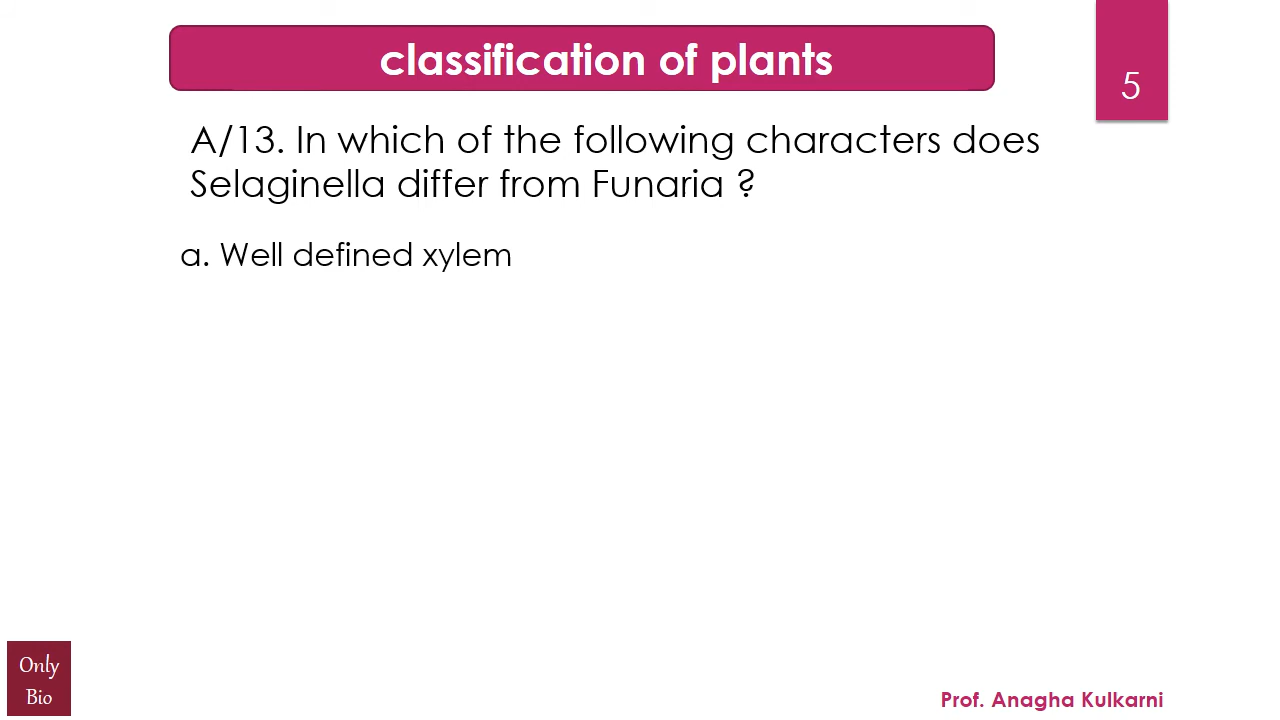 classification of plants
5
A/13. In which of the following characters does
Selaginella differ from Funaria ?
a. Well defined xylem
Only
Bio
Prof. Anagha Kulkarni